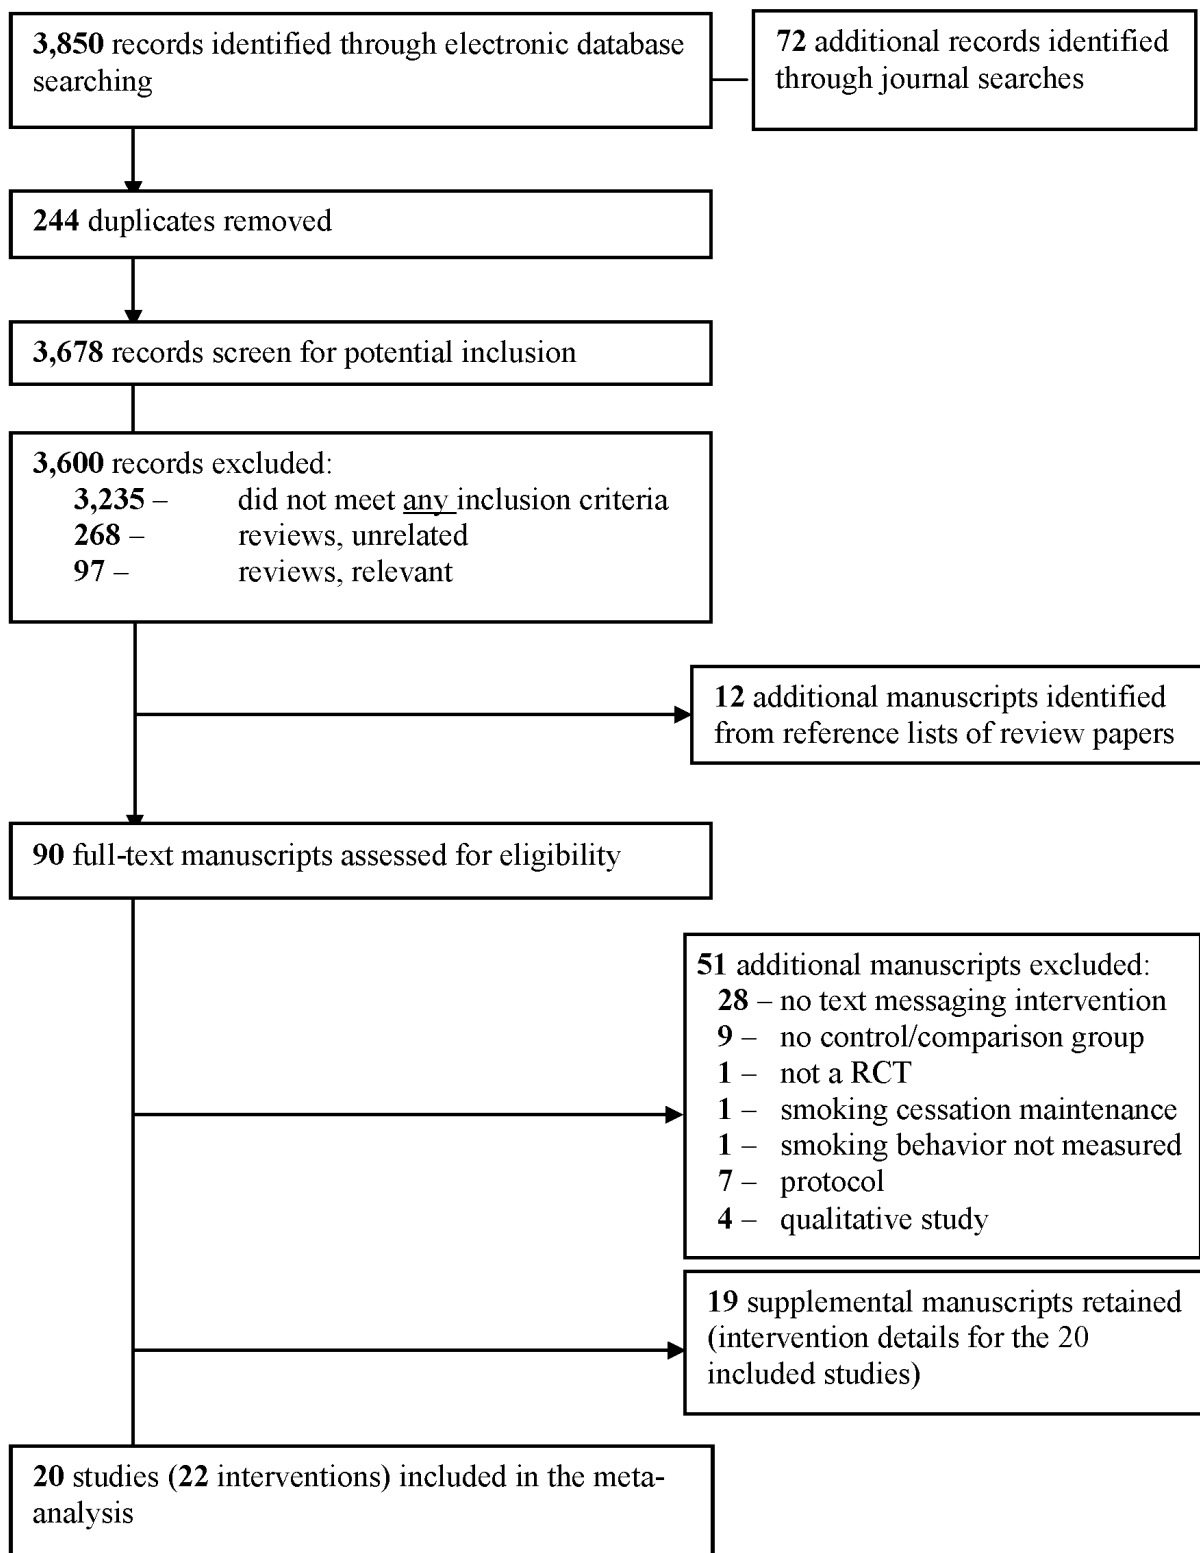 3,850 records identified through electronic database
searching
72 additional records identified
through journal searches
244 duplicates removed
3,678 records screen for potential inclusion
3,600 records excluded:
3,235 – did not meet any inclusion criteria
268 – reviews, unrelated
97 – reviews, relevant
12 additional manuscripts identified
from reference lists of review papers
90 full-text manuscripts assessed for eligibility
51 additional manuscripts excluded:
28 – no text messaging intervention
9 – no control/comparison group
1 – not a RCT
1 – smoking cessation maintenance
1 – smoking behavior not measured
7 – protocol
4 – qualitative study
19 supplemental manuscripts retained
(intervention details for the 20
included studies)
20 studies (22 interventions) included in the meta-
analysis